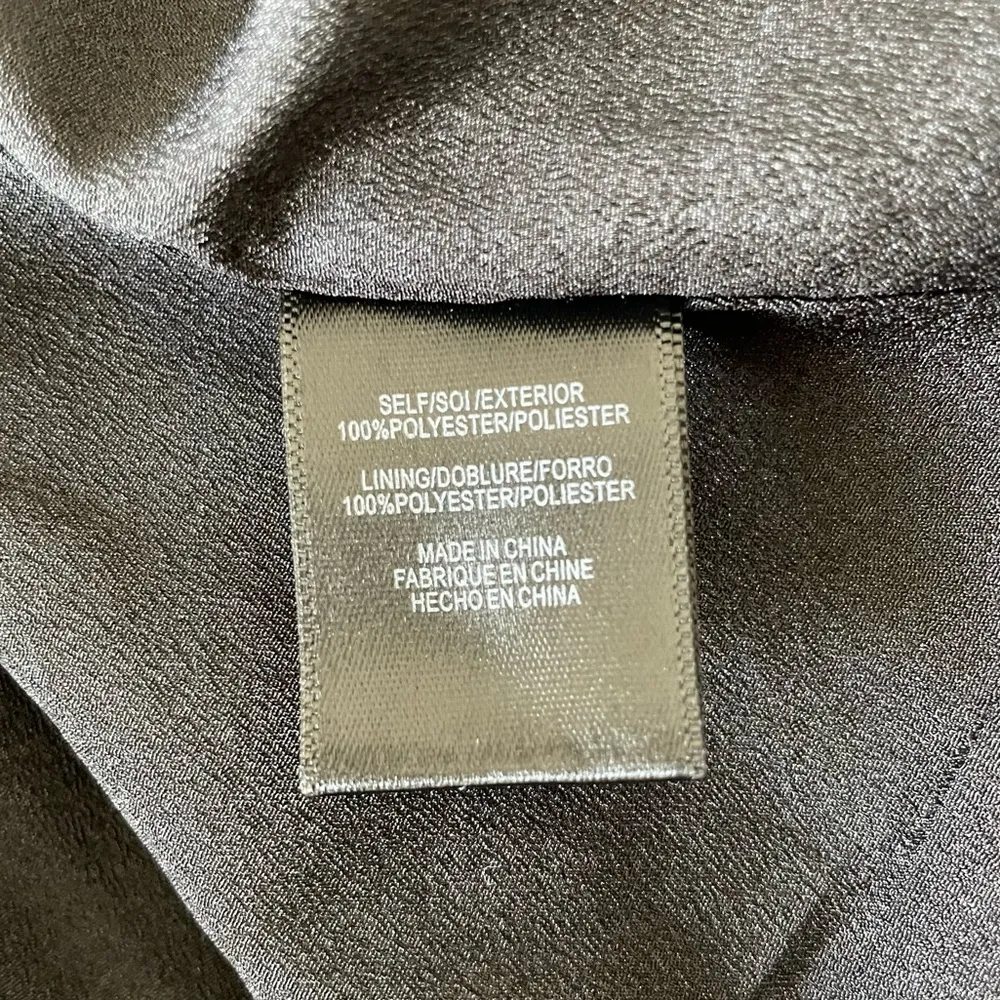 SELF/SOI/EXTERIOR
100%POLYESTER/POLIESTER
LINING/DOBLURE/FORRO
100%POLYESTER/POLIESTER
MADE IN CHINA
FABRIQUE EN CHINE
HECHO EN CHINA